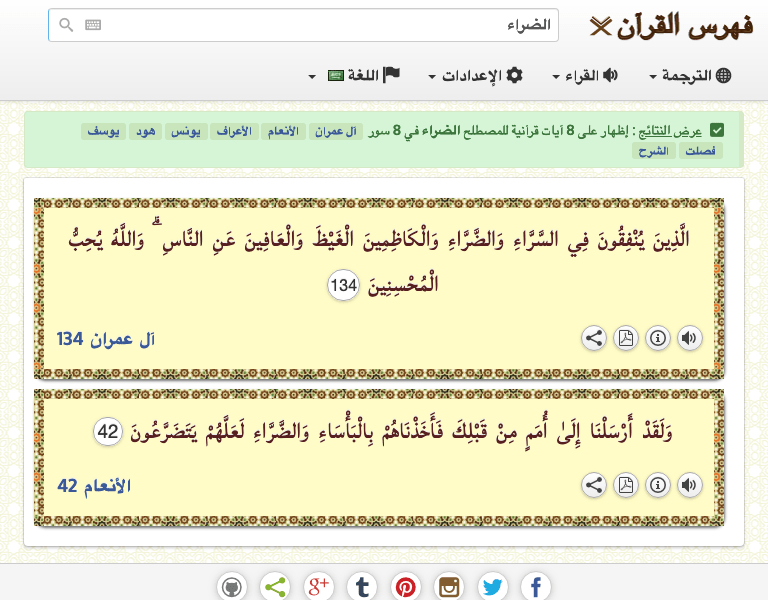 فهرس القرآن
الضراء
الترجمة القراء الإعدادات اللغة
عرض النتائج : إظهار على 8 آيات قرآنية للمصطلح الضراء في 8 سور آل عمران الأنعام الأعراف يونس هود يوسف
فصلت الشرح
الَّذِينَ يُنْفِقُونَ فِي السَّرَّاءِ وَالضَّرَّاءِ وَالْكَاظِمِينَ الْغَيْظَ وَالْعَافِينَ عَنِ النَّاسِ ۗ وَاللَّهُ يُحِبُّ
الْمُحْسِنِينَ 134
آل عمران 134
وَلَقَدْ أَرْسَلْنَا إِلَىٰ أُمَمٍ مِنْ قَبْلِكَ فَأَخَذْنَاهُمْ بِالْبَأْسَاءِ وَالضَّرَّاءِ لَعَلَّهُمْ يَتَضَرَّعُونَ 42
الأنعام 42